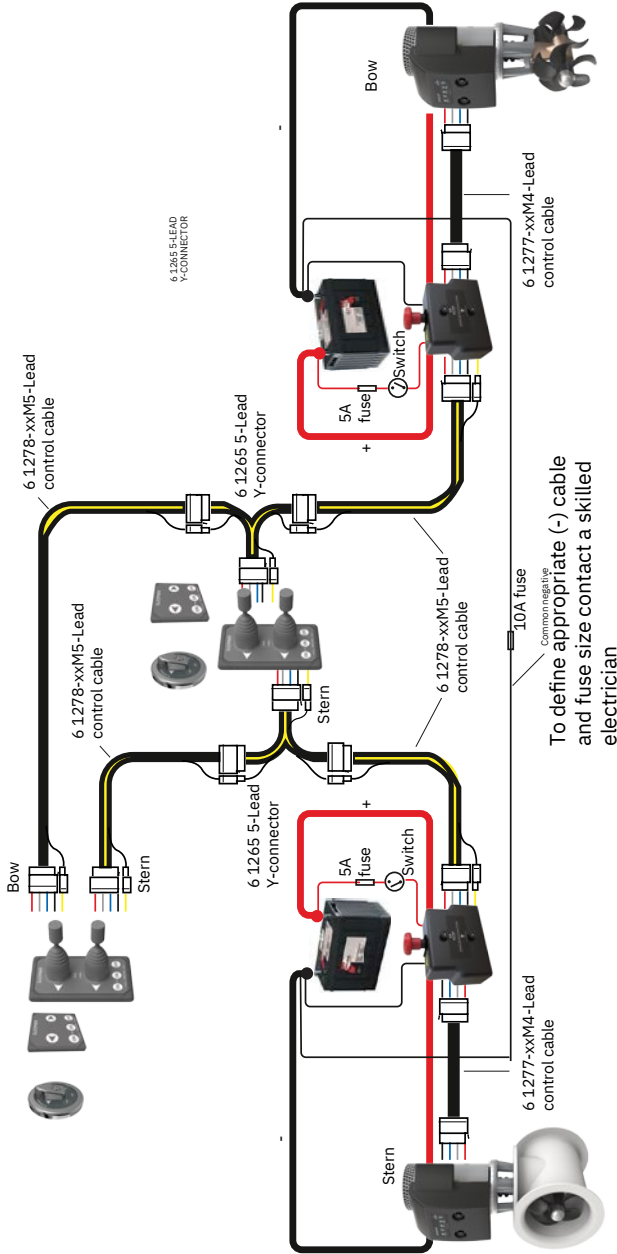 Bow
6 1278-xxM5-Lead
control cable
6 1278-xxM5-Lead
control cable
Stern
6 1265 5-LEAD
Y-CONNECTOR
6 1265 5-Lead
Y-connector
Stern
6 1265 5-Lead
Y-connector
6 1278-xxM5-Lead
control cable
-
+
5A
fuse
Switch
Stern
6 1277-xxM4-Lead
control cable
-
+
5A
fuse
Switch
Bow
6 1277-xxM4-Lead
control cable
10A fuse
Common negative
To define appropriate (-) cable
and fuse size contact a skilled
electrician